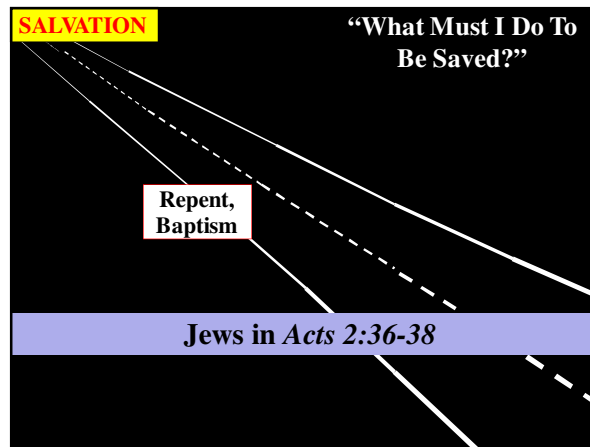 SALVATION
“What Must I Do To
Be Saved?”
Repent,
Baptism
Jews in Acts 2:36-38